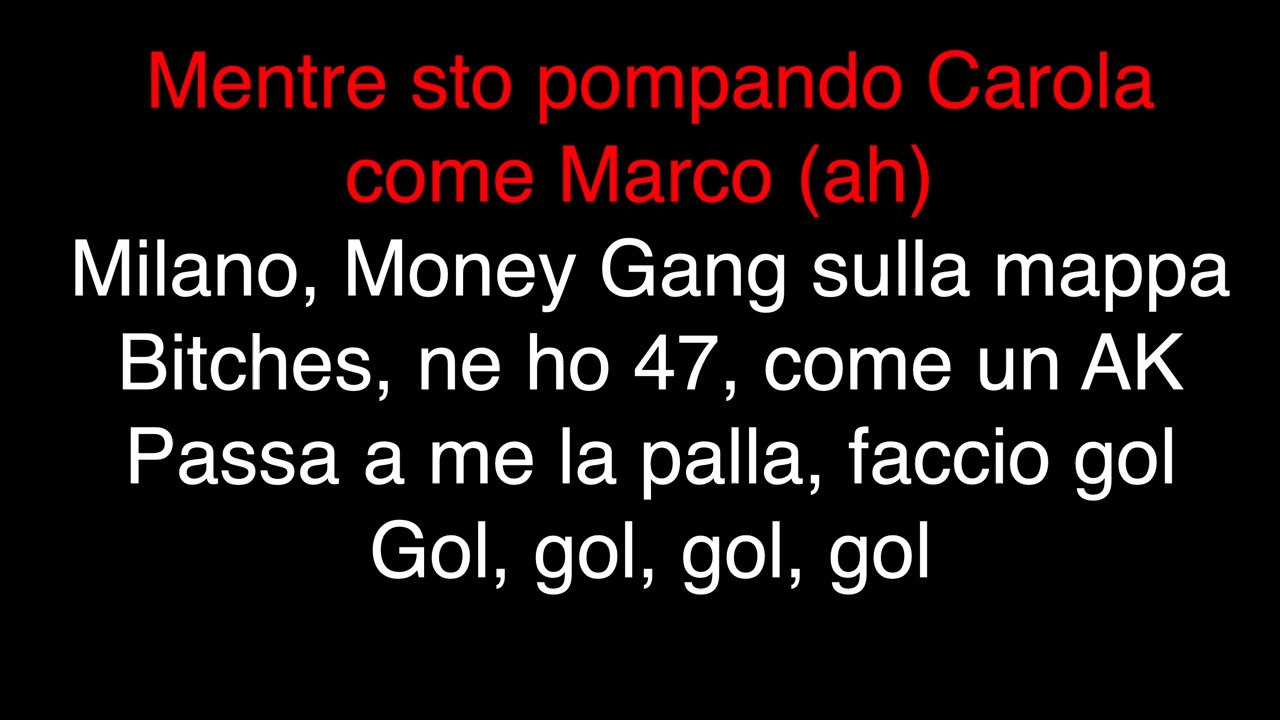 Mentre sto pompando Carola
come Marco (ah)
Milano, Money Gang sulla mappa
Bitches, ne ho 47, come un AK
Passa a me la palla, faccio gol
Gol, gol, gol, gol